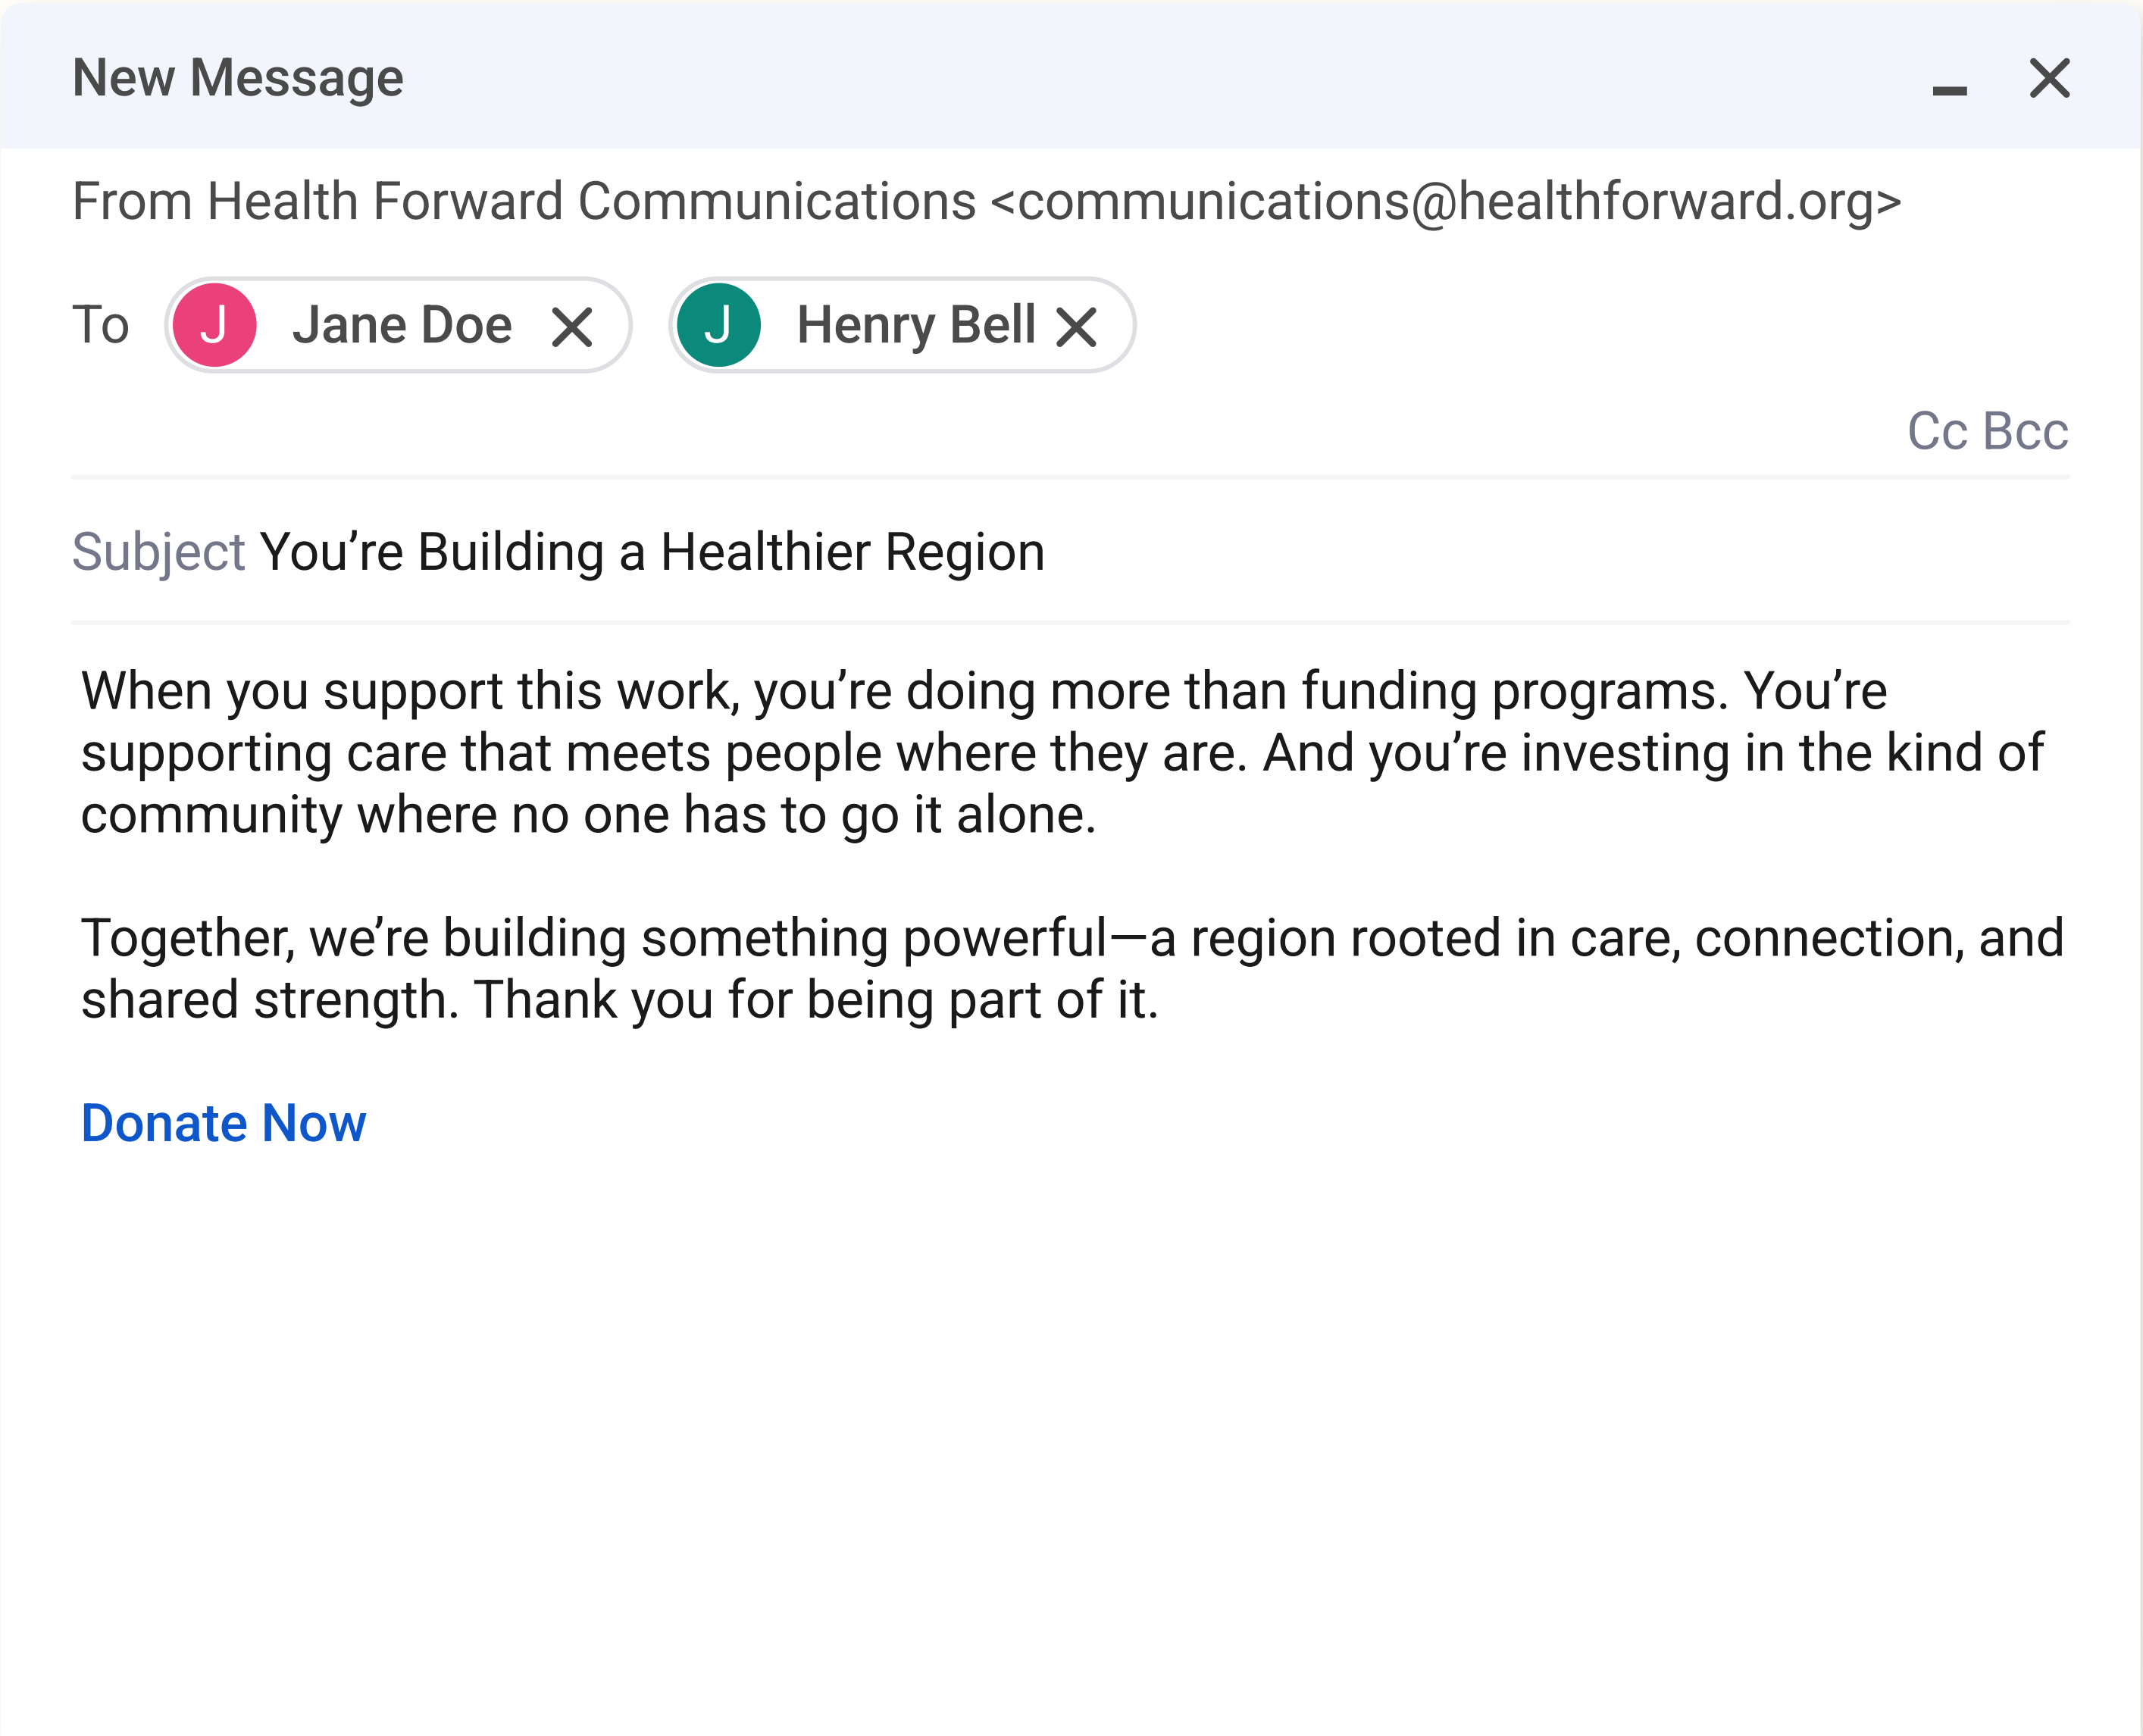 New Message
From Health Forward Communications <communications@healthforward.org>
To J Jane Doe J Henry Bell
Cc Bcc
Subject You’re Building a Healthier Region
When you support this work, you’re doing more than funding programs. You’re
supporting care that meets people where they are. And you’re investing in the kind of
community where no one has to go it alone.
Together, we’re building something powerful—a region rooted in care, connection, and
shared strength. Thank you for being part of it.
Donate Now